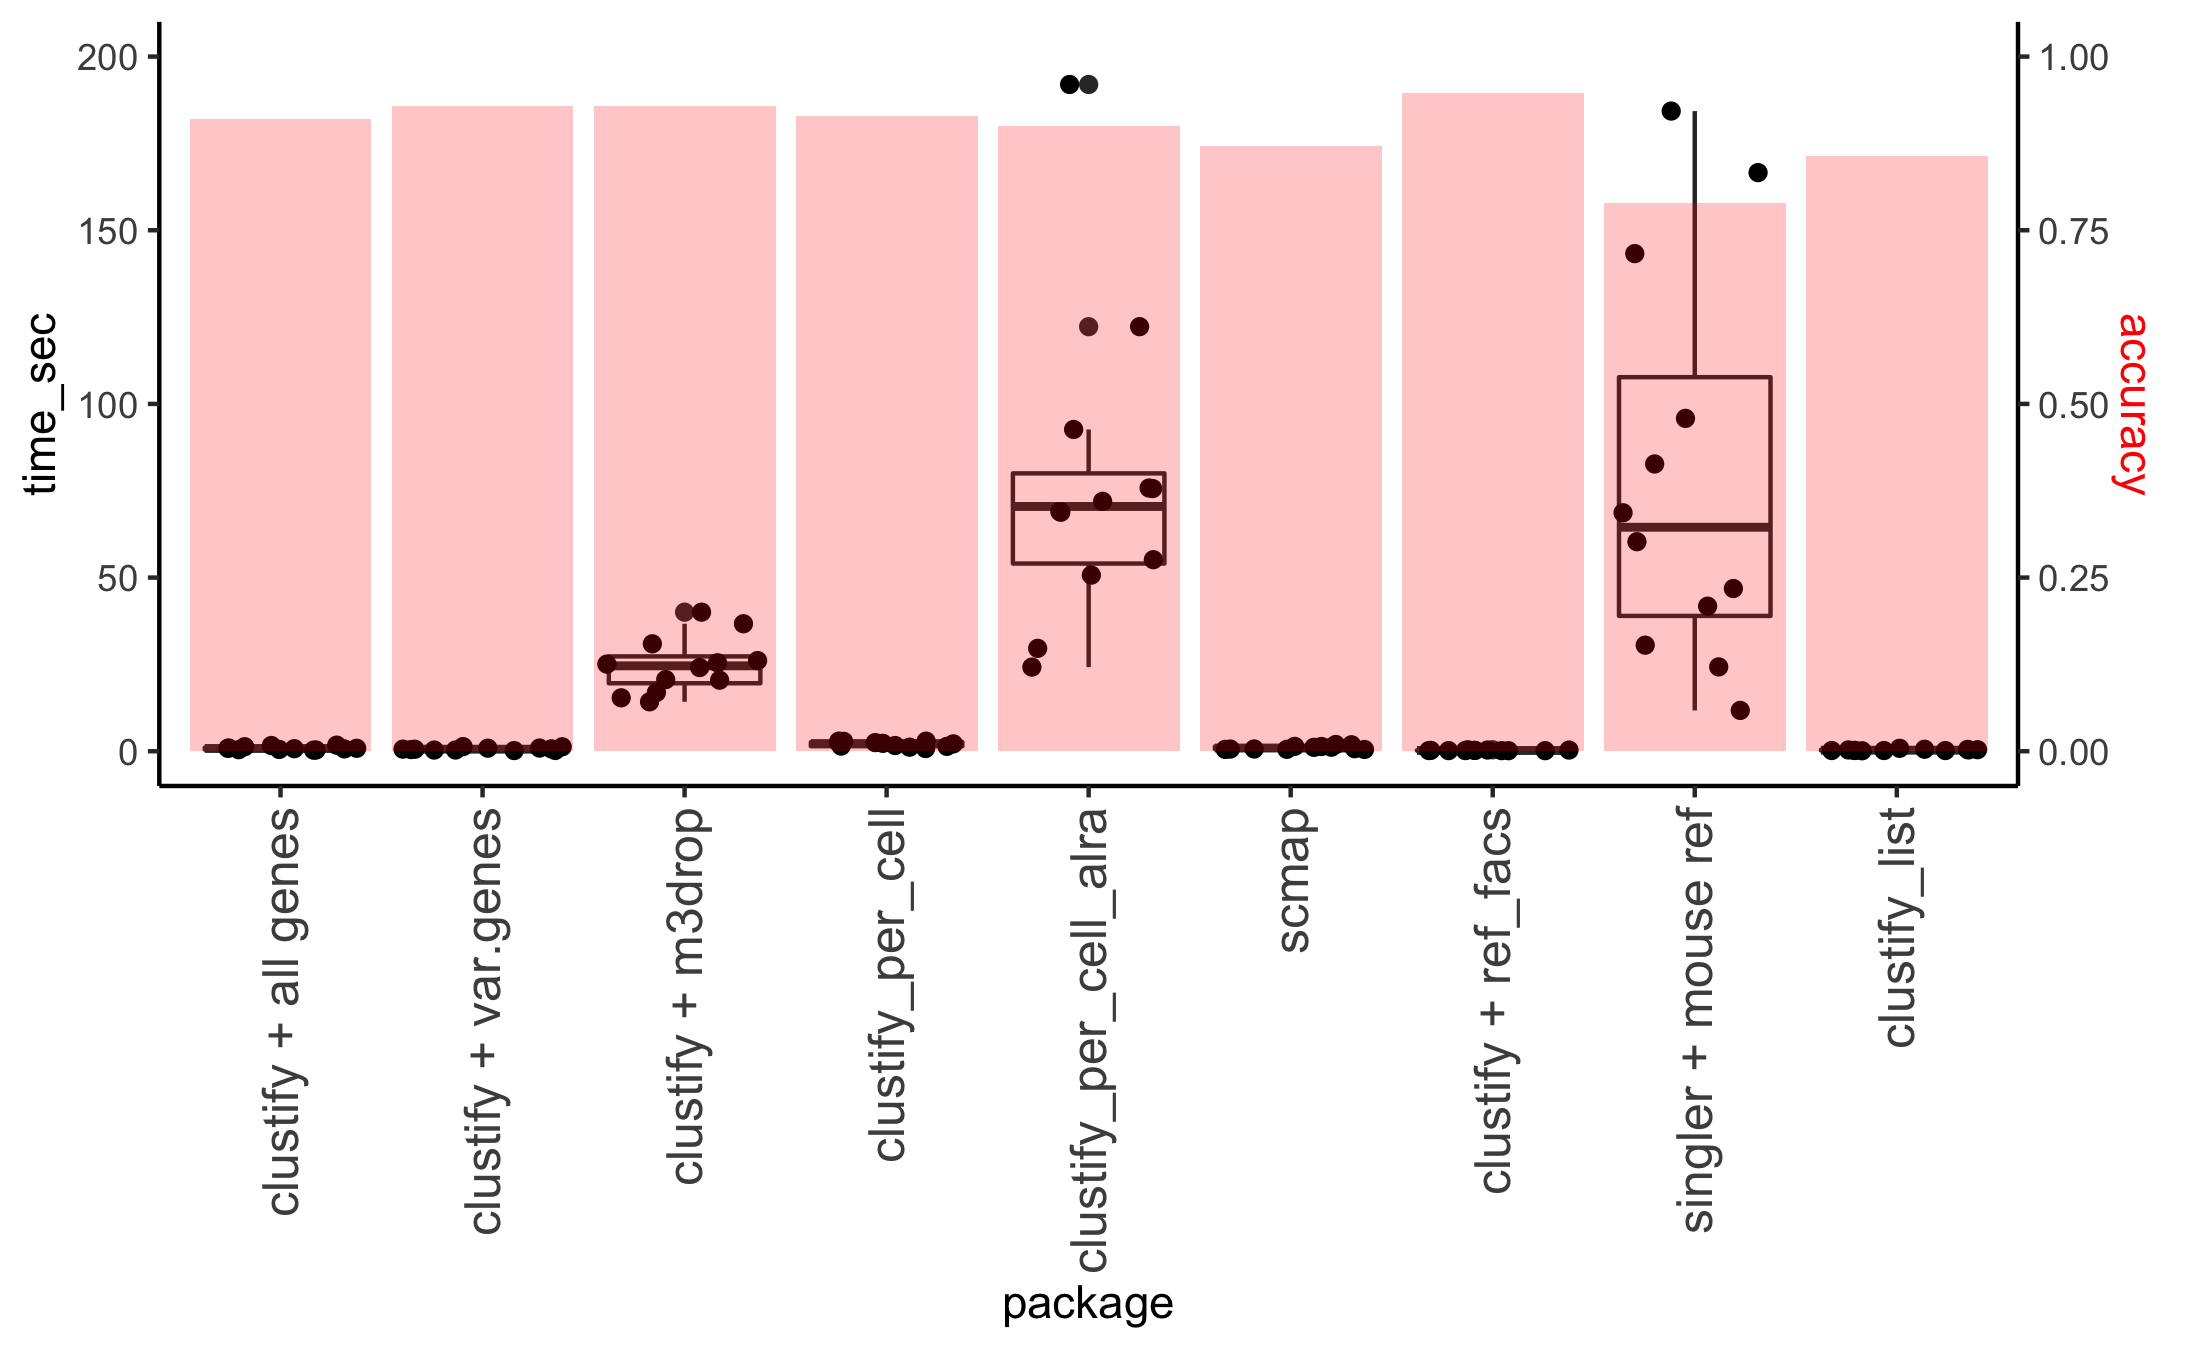 time_sec
200
150
100
50
0
1.00
0.75
0.50
0.25
0.00
accuracy
clustify + all genes
clustify + var.genes
clustify + m3drop
clustify_per_cell
clustify_per_cell_alra
scmap
clustify + ref_facs
singler + mouse ref
clustify_list
package